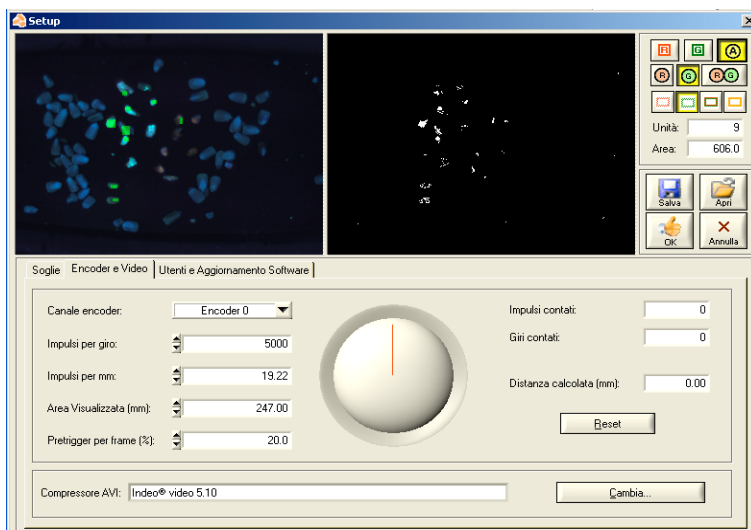 Setup
R G A
R G RG
Unità: 9
Area: 606.0
Salva Apri
OK Annulla
Soglie Encoder e Video Utenti e Aggiornamento Software
Canale encoder: Encoder 0
Impulsi per giro: 5000
Impulsi per mm: 19.22
Area Visualizzata (mm): 247.00
Pretrigger per frame (%): 20.0
Impulsi contati: 0
Giri contati: 0
Distanza calcolata (mm): 0.00
Reset
Compressore AVI: Indeo® video 5.10
Cambia...